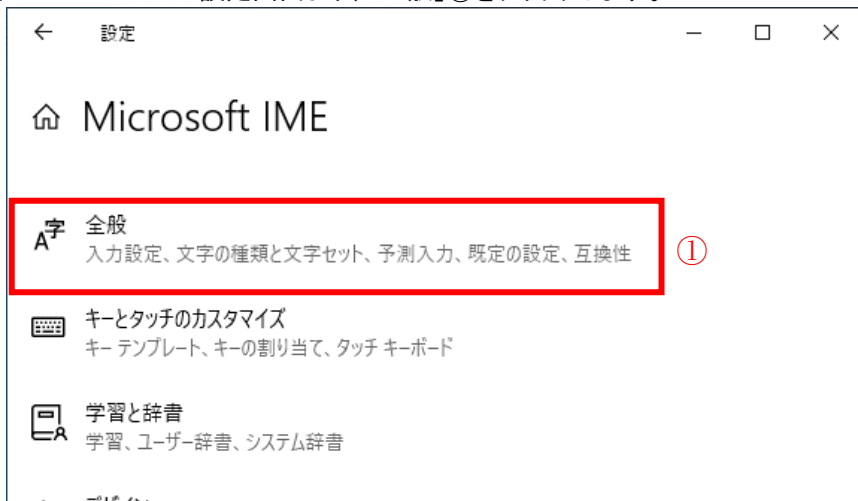 設定
Microsoft IME
全般
入力設定、文字の種類と文字セット、予測入力、既定の設定、互換性
①
キーとタッチのカスタマイズ
キー テンプレート、キーの割り当て、タッチ キーボード
学習と辞書
学習、ユーザー辞書、システム辞書